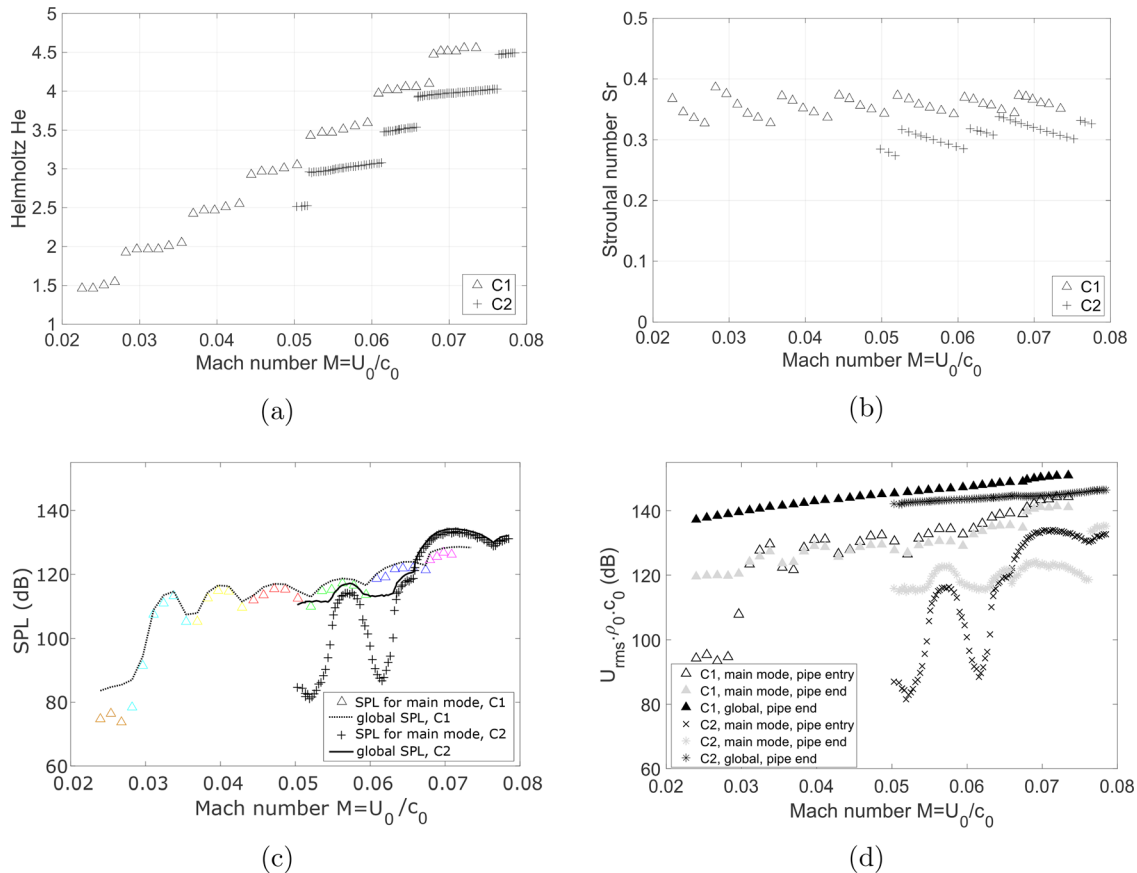 5
4.5
4
3.5
3
2.5
2
1.5
1
Helmholtz He
C1
C2
0.02 0.03 0.04 0.05 0.06 0.07 0.08
Mach number M=U0/c0
(a)
0.5
0.4
0.3
0.2
0.1
0
Strouhal number Sr
C1
C2
0.02 0.03 0.04 0.05 0.06 0.07 0.08
Mach number M=U0/c0
(b)
140
120
100
80
60
SPL (dB)
SPL for main mode, C1
global SPL, C1
SPL for main mode, C2
global SPL, C2
0.02 0.03 0.04 0.05 0.06 0.07 0.08
Mach number M=U0/c0
(c)
140
120
100
80
60
Urms.ρ0.c0 (dB)
C1, main mode, pipe entry
C1, main mode, pipe end
C1, global, pipe end
C2, main mode, pipe entry
C2, main mode, pipe end
C2, global, pipe end
0.02 0.03 0.04 0.05 0.06 0.07 0.08
Mach number M=U0/c0
(d)